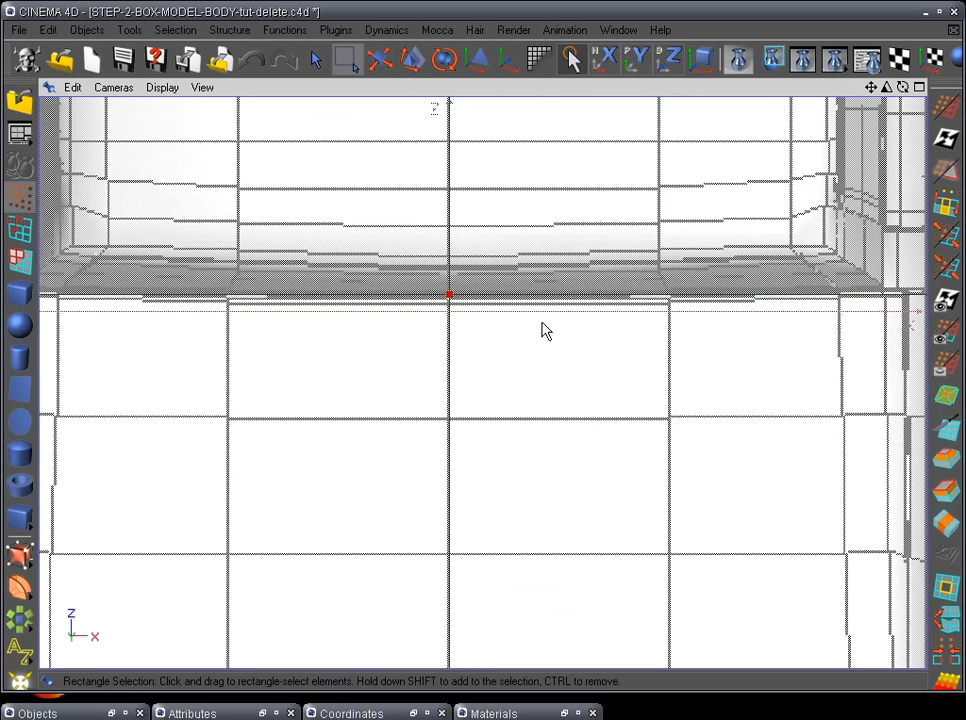 CINEMA 4D - [STEP-2-BOX-MODEL-BODY-tut-delete.c4d *]
File Edit Objects Tools Selection Structure Functions Plugins Dynamics Mocca Hair Render Animation Window Help
X Y Z
Edit Cameras Display View
Z
X
Z
X
Rectangle Selection: Click and drag to rectangle-select elements. Hold down SHIFT to add to the selection, CTRL to remove.
Objects Attributes Coordinates Materials